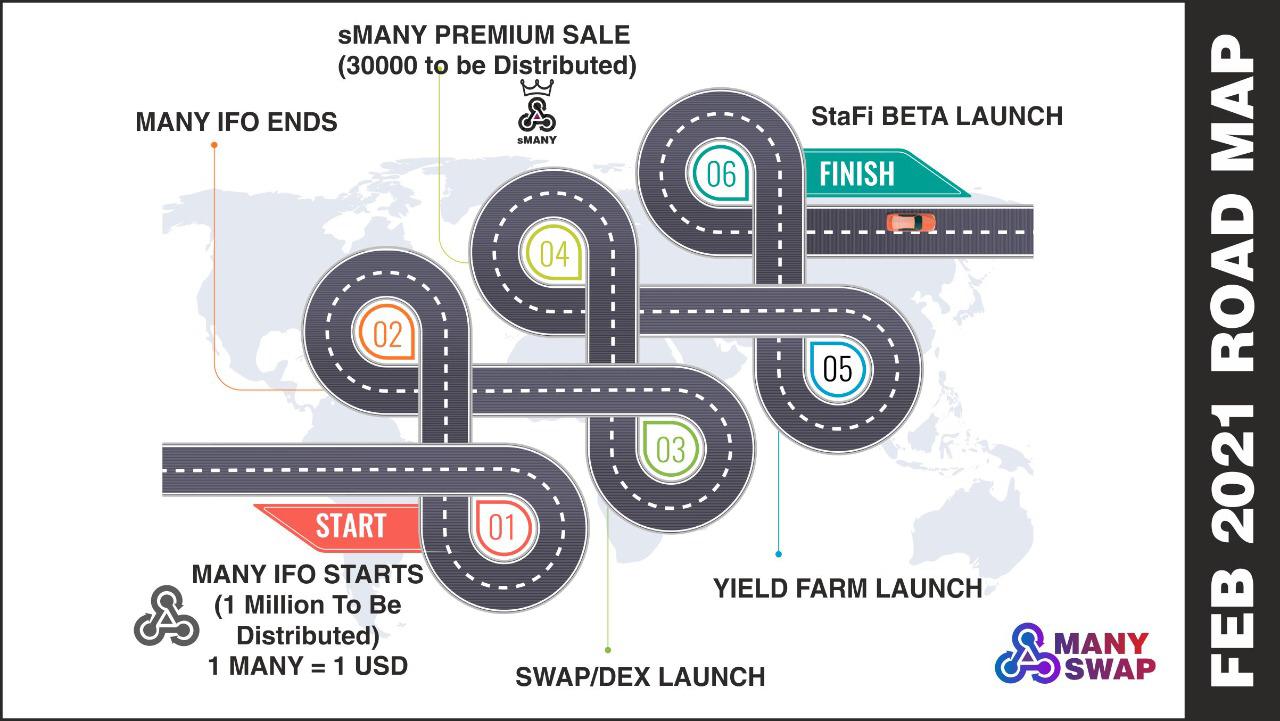 sMANY PREMIUM SALE
(30000 to be Distributed)
sMANY
MANY IFO ENDS
StaFi BETA LAUNCH
06
FINISH
04
02
05
03
START
01
MANY IFO STARTS
(1 Million To Be
Distributed)
1 MANY = 1 USD
YIELD FARM LAUNCH
SWAP/DEX LAUNCH
MANY
SWAP
FEB 2021 ROAD MAP